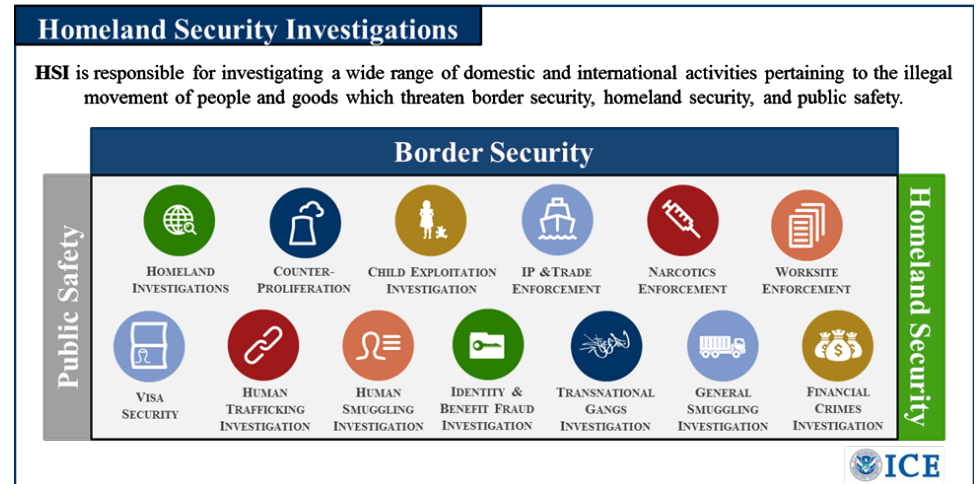 Homeland Security Investigations
HSI is responsible for investigating a wide range of domestic and international activities pertaining to the illegal
movement of people and goods which threaten border security, homeland security, and public safety.
Border Security
Public Safety
Homeland Security
HOMELAND
INVESTIGATIONS
COUNTER-
PROLIFERATION
CHILD EXPLOITATION
INVESTIGATION
IP &TRADE
ENFORCEMENT
NARCOTICS
ENFORCEMENT
WORKSITE
ENFORCEMENT
VISA
SECURITY
HUMAN
TRAFFICKING
INVESTIGATION
HUMAN
SMUGGLING
INVESTIGATION
IDENTITY &
BENEFIT FRAUD
INVESTIGATION
TRANSNATIONAL
GANGS
INVESTIGATION
GENERAL
SMUGGLING
INVESTIGATION
FINANCIAL
CRIMES
INVESTIGATION
ICE